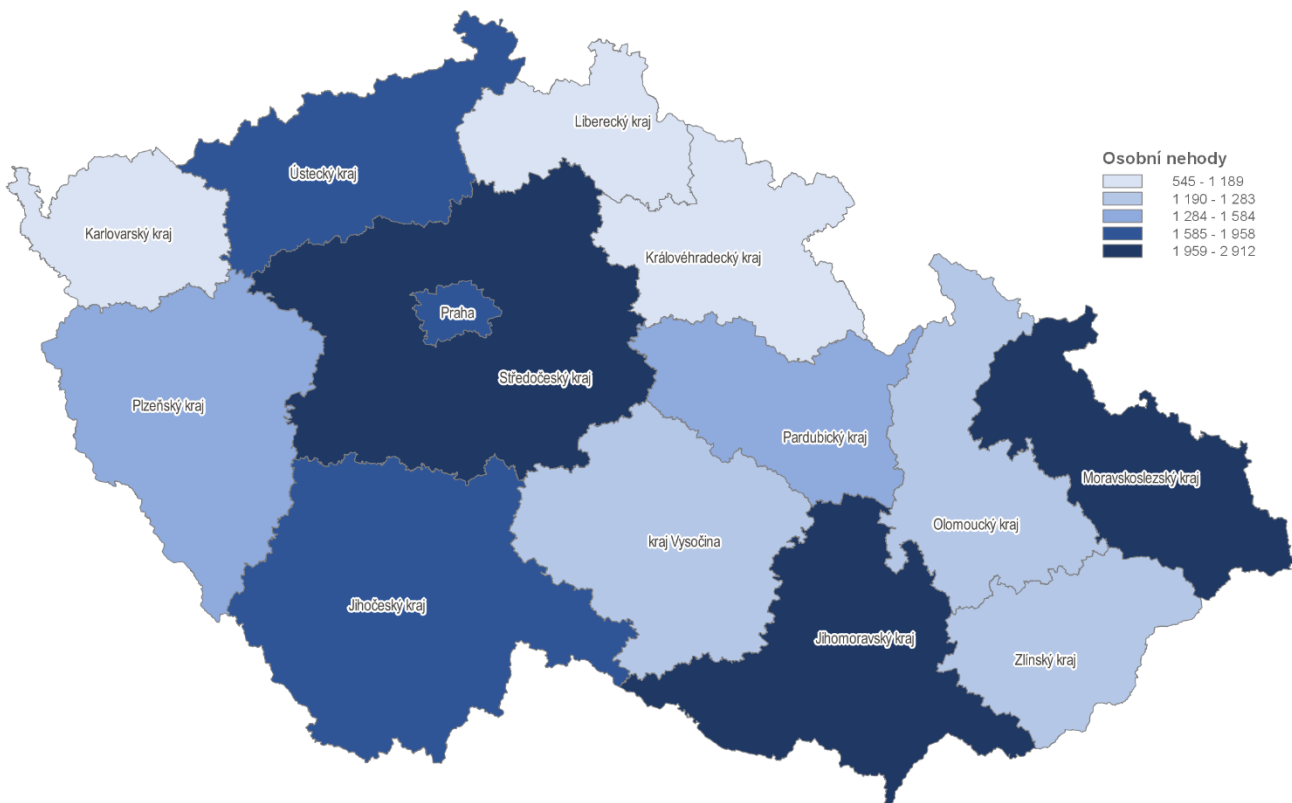 Liberecký kraj
Osobní nehody
545 - 1 189
1 190 - 1 283
1 284 - 1 584
1 585 - 1 958
1 959 - 2 912
Ústecký kraj
Karlovarský kraj
Královéhradecký kraj
Praha
Středočeský kraj
Plzeňský kraj
Pardubický kraj
Moravskoslezský kraj
Olomoucký kraj
kraj Vysočina
Jihočeský kraj
Jihomoravský kraj
Zlínský kraj